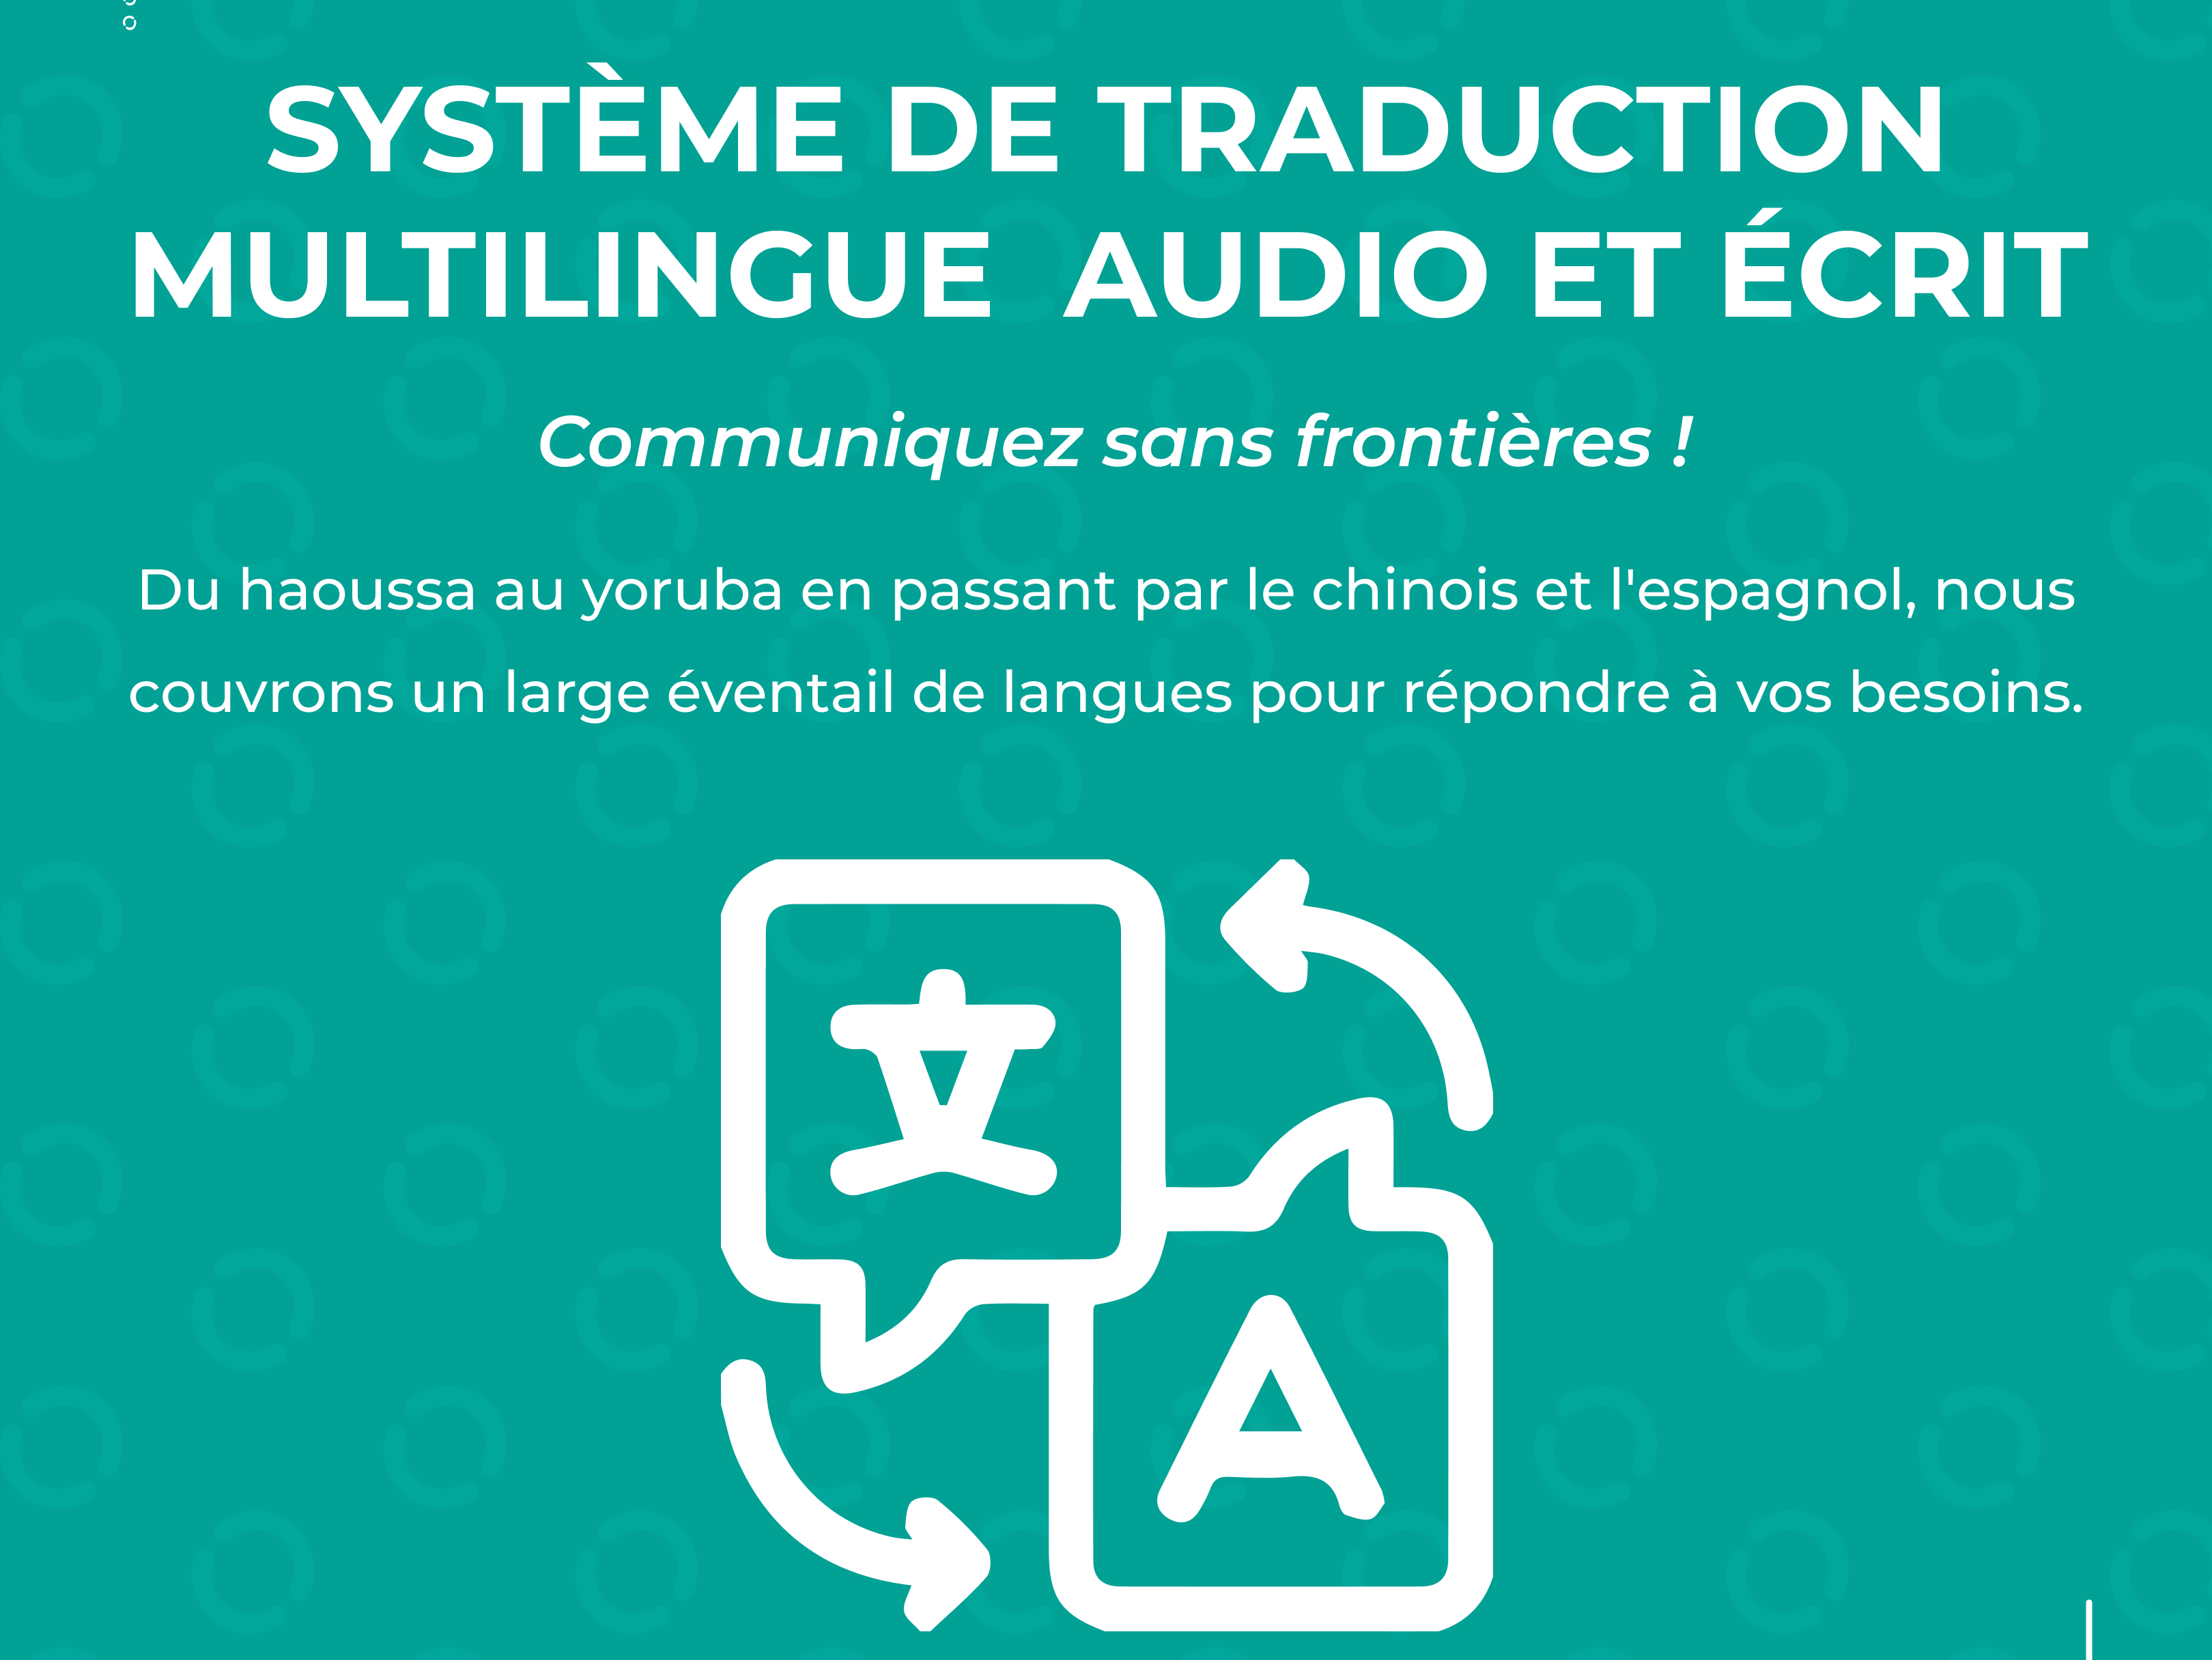 SYSTÈME DE TRADUCTION
MULTILINGUE AUDIO ET ÉCRIT
Communiquez sans frontières !
Du haoussa au yoruba en passant par le chinois et l'espagnol, nous
couvrons un large éventail de langues pour répondre à vos besoins.
文
A